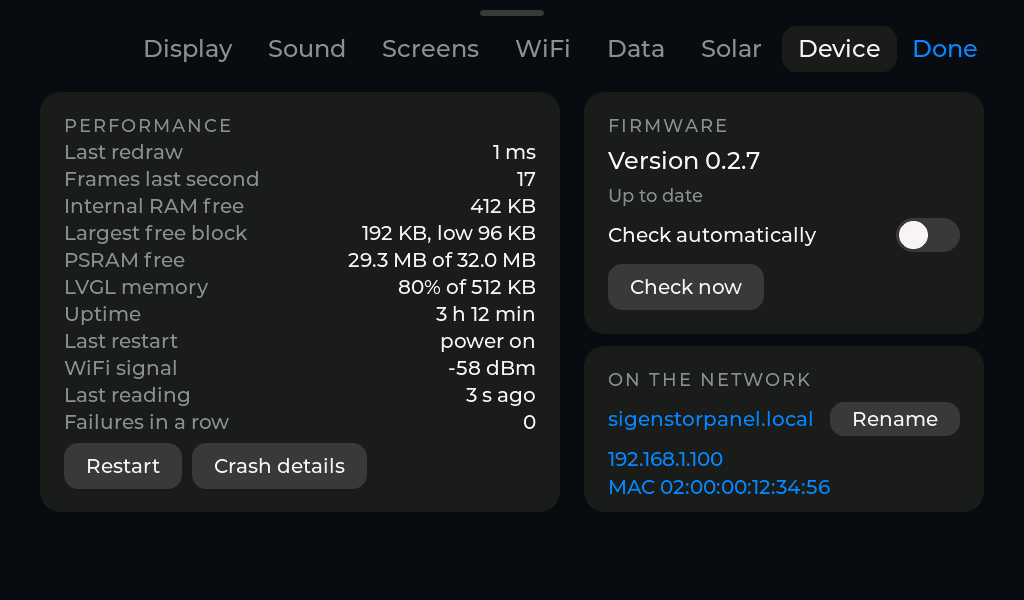 Display Sound Screens WiFi Data Solar Device Done
PERFORMANCE
Last redraw 1 ms
Frames last second 17
Internal RAM free 412 KB
Largest free block 192 KB, low 96 KB
PSRAM free 29.3 MB of 32.0 MB
LVGL memory 80% of 512 KB
Uptime 3 h 12 min
Last restart power on
WiFi signal -58 dBm
Last reading 3 s ago
Failures in a row 0
Restart Crash details
FIRMWARE
Version 0.2.7
Up to date
Check automatically
Check now
ON THE NETWORK
sigenstorpanel.local Rename
192.168.1.100
MAC 02:00:00:12:34:56